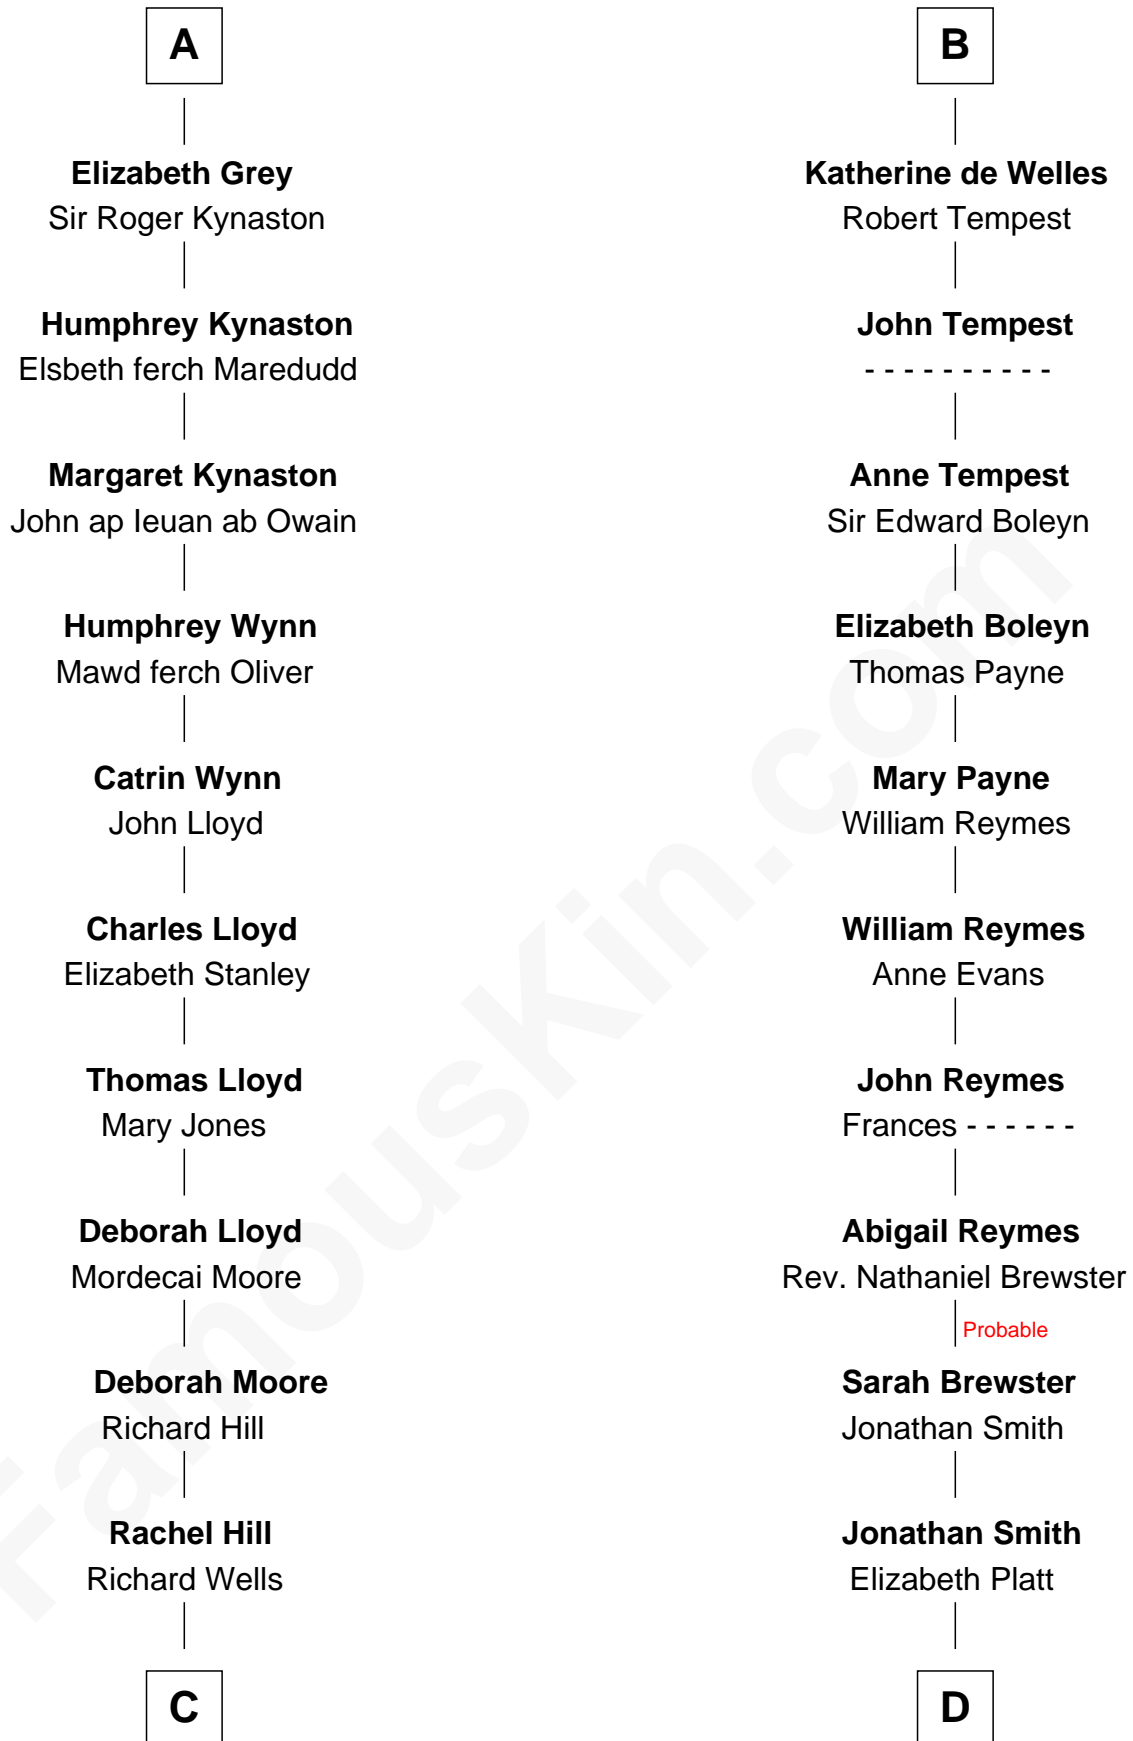 A
Elizabeth Grey
Sir Roger Kynaston
Humphrey Kynaston
Elsbeth ferch Maredudd
Margaret Kynaston
John ap Ieuan ab Owain
Humphrey Wynn
Mawd ferch Oliver
Catrin Wynn
John Lloyd
Charles Lloyd
Elizabeth Stanley
Thomas Lloyd
Mary Jones
Deborah Lloyd
Mordecai Moore
Deborah Moore
Richard Hill
Rachel Hill
Richard Wells
C
B
Katherine de Welles
Robert Tempest
John Tempest
- - - - - - - - - -
Anne Tempest
Sir Edward Boleyn
Elizabeth Boleyn
Thomas Payne
Mary Payne
William Reymes
William Reymes
Anne Evans
John Reymes
Frances - - - - - -
Abigail Reymes
Rev. Nathaniel Brewster
Probable
Sarah Brewster
Jonathan Smith
Jonathan Smith
Elizabeth Platt
D
FamousKin.com